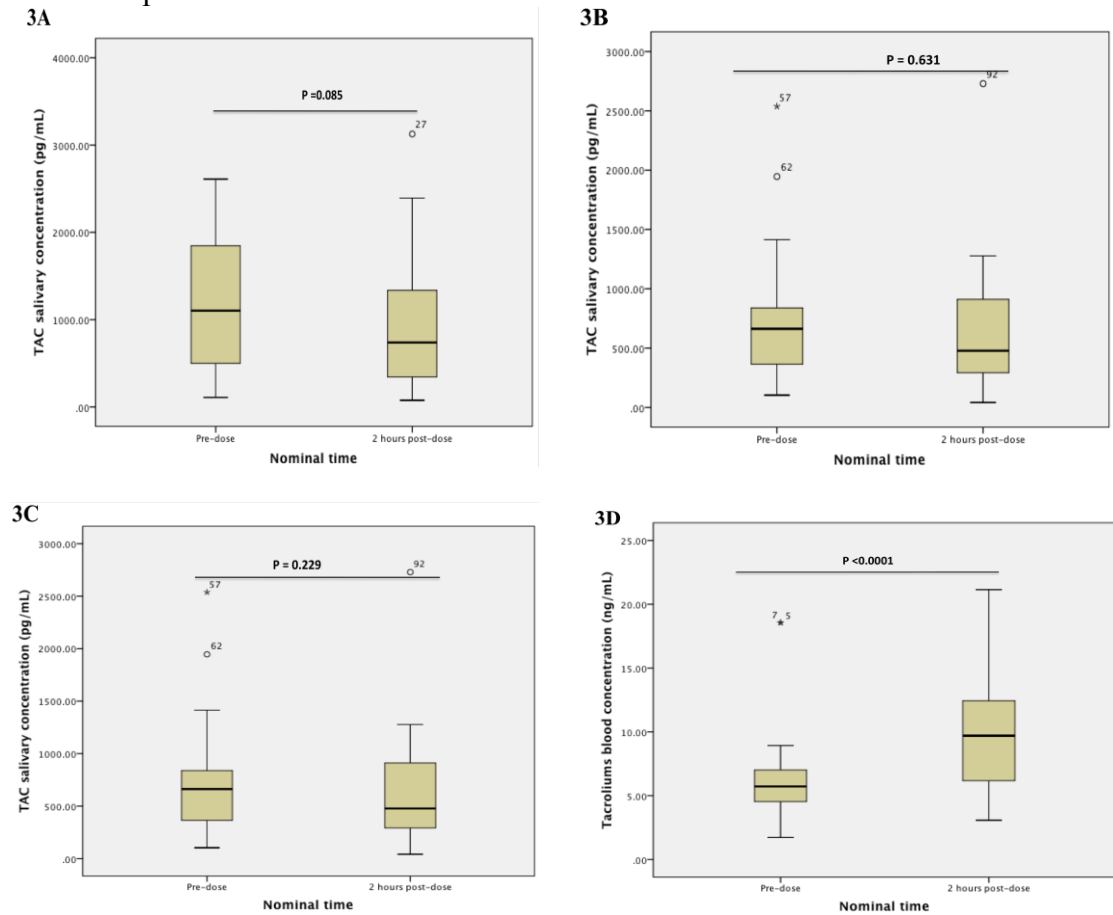 3A
4000.00
3000.00
2000.00
1000.00
.00
TAC salivary concentration (pg/mL)
P =0.085
27
Pre-dose
2 hours post-dose
Nominal time
3B
3000.00
2500.00
2000.00
1500.00
1000.00
500.00
.00
TAC salivary concentration (pg/mL)
P = 0.631
57
62
92
Pre-dose
2 hours post-dose
Nominal time
3C
3000.00
2500.00
2000.00
1500.00
1000.00
500.00
.00
TAC salivary concentration (pg/mL)
P = 0.229
57
62
92
Pre-dose
2 hours post-dose
Nominal time
3D
25.00
20.00
15.00
10.00
5.00
.00
Tacroliums blood concentration (ng/mL)
P <0.0001
7 5
Pre-dose
2 hours post-dose
Nominal time